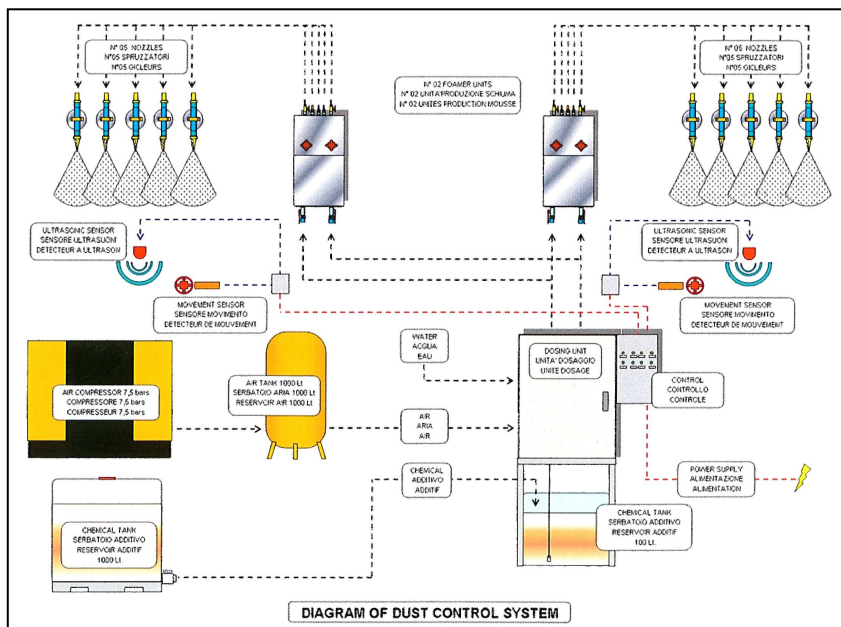 N° 05 NOZZLES
N°05 SPRUZZATORI
N°05 GICLEURS
N° 02 FOAMER UNITS
N° 02 UNITA'PRODUZIONE SCHIUMA
N° 02 UNITES PRODUCTION MOUSSE
N° 05 NOZZLES
N°05 SPRUZZATORI
N°05 GICLEURS
ULTRASONIC SENSOR
SENSORE ULTRASUONI
DETECTEUR A ULTRASON
ULTRASONIC SENSOR
SENSORE ULTRASUONI
DETECTEUR A ULTRASON
MOVEMENT SENSOR
SENSORE MOVIMENTO
DETECTEUR DE MOUVEMENT
MOVEMENT SENSOR
SENSORE MOVIMENTO
DETECTEUR DE MOUVEMENT
WATER
ACQUA
EAU
DOSING UNIT
UNITA' DOSAGGIO
UNITE DOSAGE
AIR COMPRESSOR 7,5 bars
COMPRESSORE 7,5 bars
COMPRESSEUR 7,5 bars
AIR TANK 1000 Lt
SERBATOIO ARIA 1000 Lt
RESERVOIR AIR 1000 Lt
CONTROL
CONTROLLO
CONTROLE
AIR
ARIA
AIR
CHEMICAL
ADDITIVO
ADDITIF
POWER SUPPLY
ALIMENTAZIONE
ALIMENTATION
CHEMICAL TANK
SERBATOIO ADDITIVO
RESERVOIR ADDITIF
1000 Lt.
CHEMICAL TANK
SERBATOIO ADDITIVO
RESERVOIR ADDITIF
100 Lt.
DIAGRAM OF DUST CONTROL SYSTEM